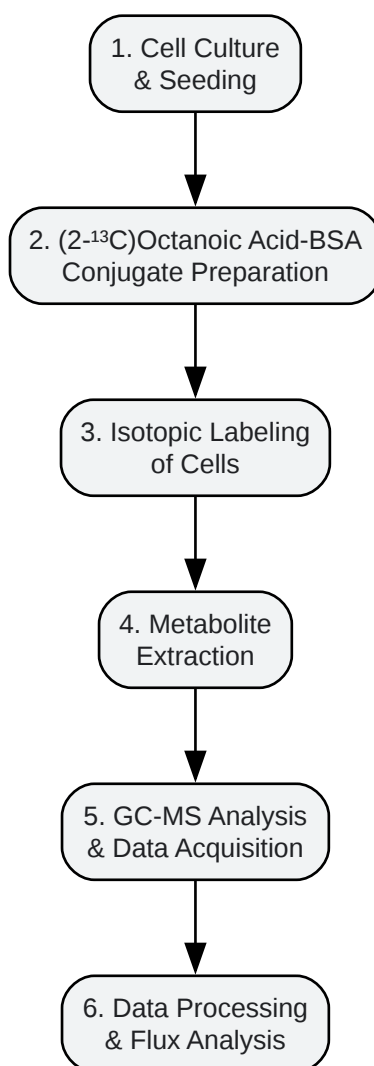 1. Cell Culture
& Seeding
2. (2-¹³C)Octanoic Acid-BSA
Conjugate Preparation
3. Isotopic Labeling
of Cells
4. Metabolite
Extraction
5. GC-MS Analysis
& Data Acquisition
6. Data Processing
& Flux Analysis